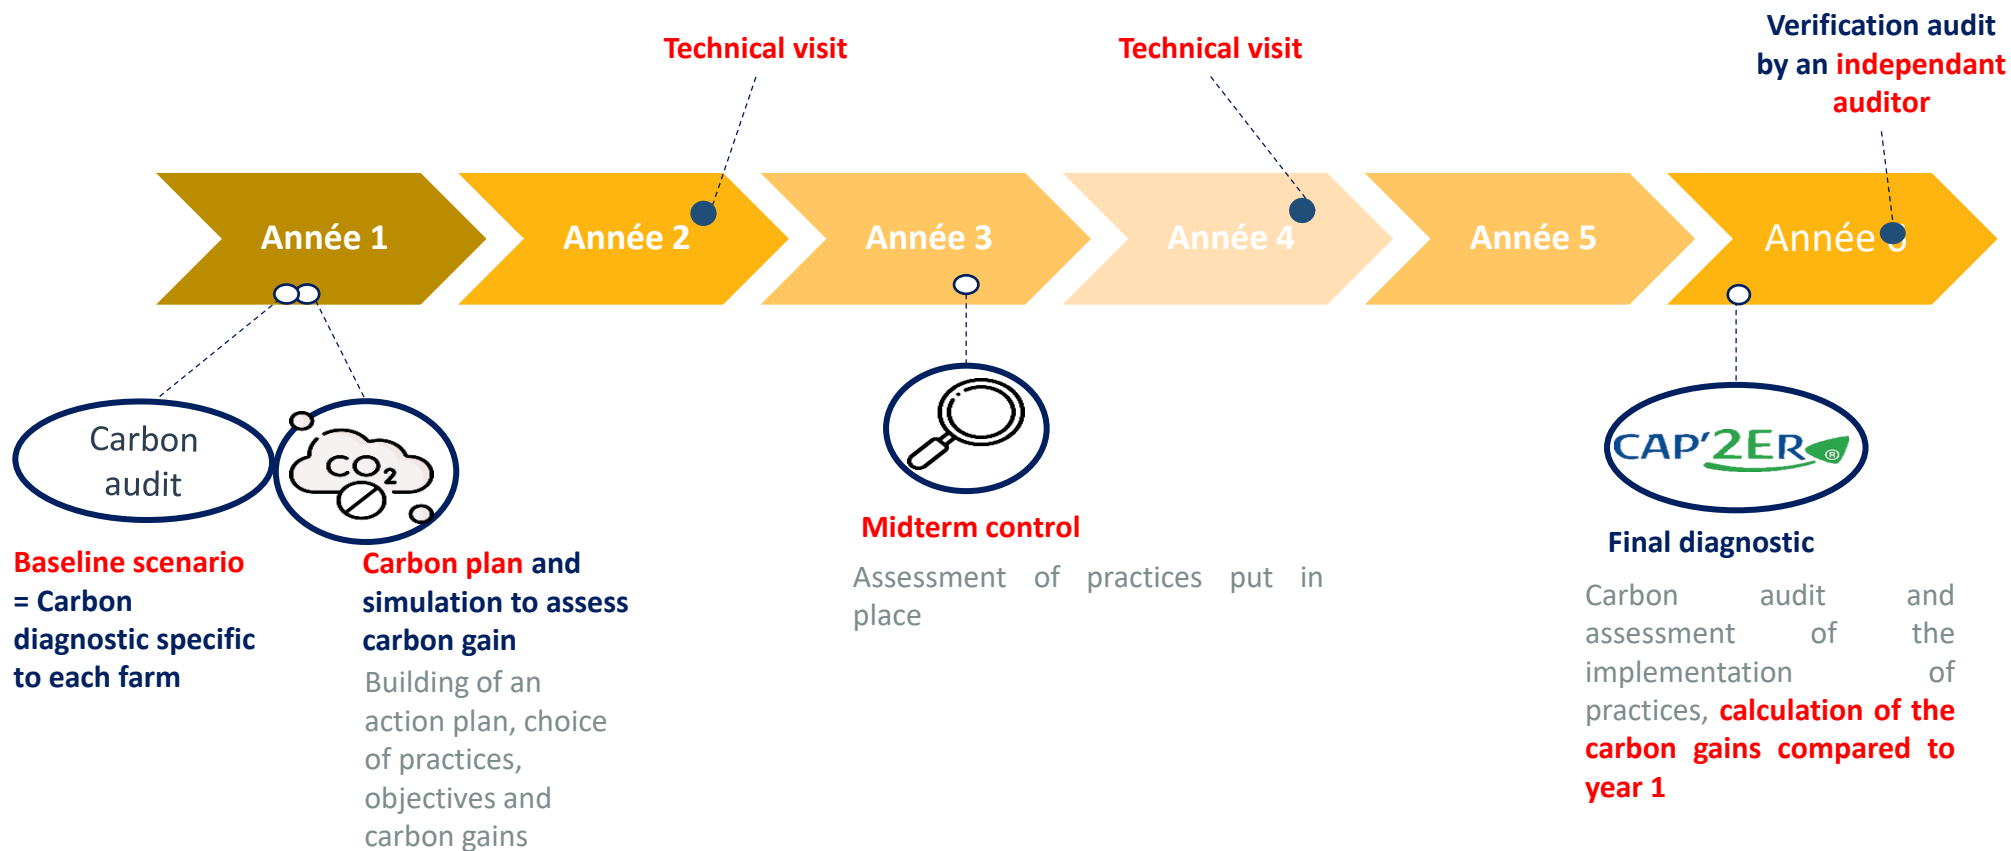 Technical visit
Technical visit
Verification audit
by an independant
auditor
Année 1
Année 2
Année 3
Année 4
Année 5
Année 6
Carbon
audit
CO2
CAP'2ER®
Baseline scenario
= Carbon
diagnostic specific
to each farm
Carbon plan and
simulation to assess
carbon gain
Building of an
action plan, choice
of practices,
objectives and
carbon gains
Midterm control
Assessment of practices put in
place
Final diagnostic
Carbon audit and
assessment of the
implementation of
practices, calculation of the
carbon gains compared to
year 1